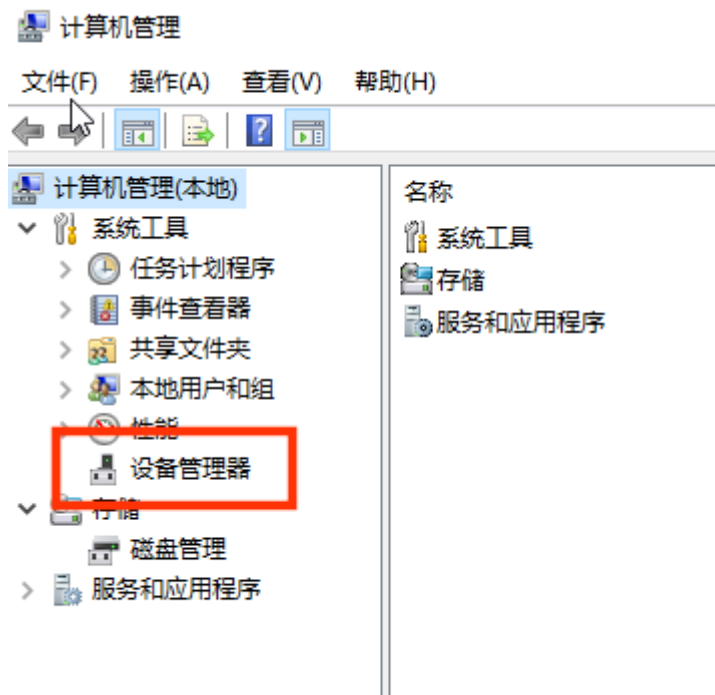 计算机管理
文件(F) 操作(A) 查看(V) 帮助(H)
计算机管理(本地)
系统工具
任务计划程序
事件查看器
共享文件夹
本地用户和组
性能
设备管理器
存储
磁盘管理
服务和应用程序
名称
系统工具
存储
服务和应用程序